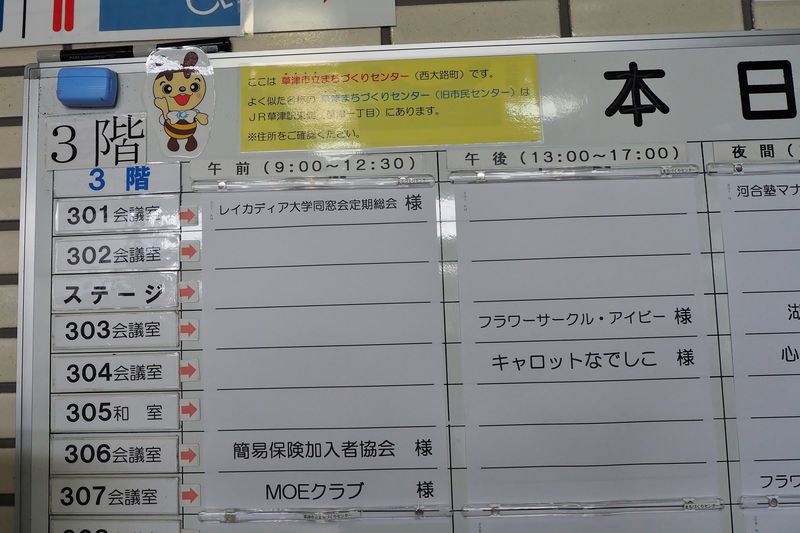 ここは 草津市立まちづくりセンター（西大路町）です。
よく似た名称の 草津まちづくりセンター（旧市民センター）は
JR草津駅東側（草津一丁目）にあります。
※住所をご確認ください。
本 日
3階
3 階
午 前 (9:00～12:30) 午 後 (13:00～17:00) 夜 間 (
301会議室 レイカディア大学同窓会定期総会 様 河合塾マナ
302会議室
ステージ
303会議室 フラワーサークル・アイビー 様
304会議室 キャロットなでしこ 様 心
305和 室
306会議室 簡易保険加入者協会 様
307会議室 MOEクラブ 様 フラワ